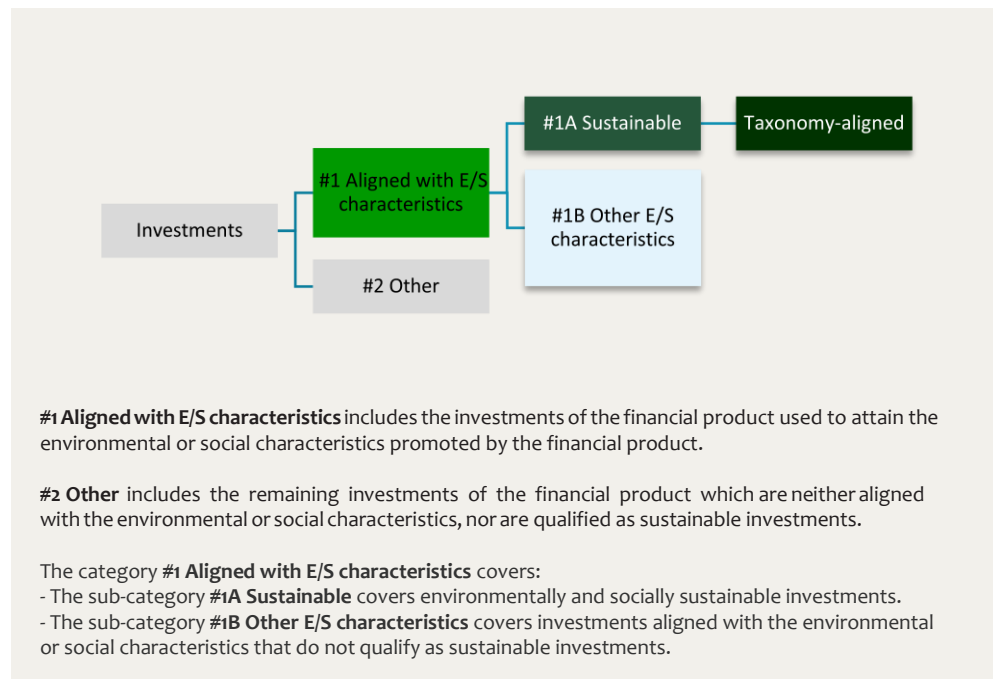 #1A Sustainable
Taxonomy-aligned
#1 Aligned with E/S
characteristics
#1B Other E/S
characteristics
Investments
#2 Other
#1 Aligned with E/S characteristics includes the investments of the financial product used to attain the
environmental or social characteristics promoted by the financial product.
#2 Other includes the remaining investments of the financial product which are neither aligned
with the environmental or social characteristics, nor are qualified as sustainable investments.
The category #1 Aligned with E/S characteristics covers:
- The sub-category #1A Sustainable covers environmentally and socially sustainable investments.
- The sub-category #1B Other E/S characteristics covers investments aligned with the environmental
or social characteristics that do not qualify as sustainable investments.